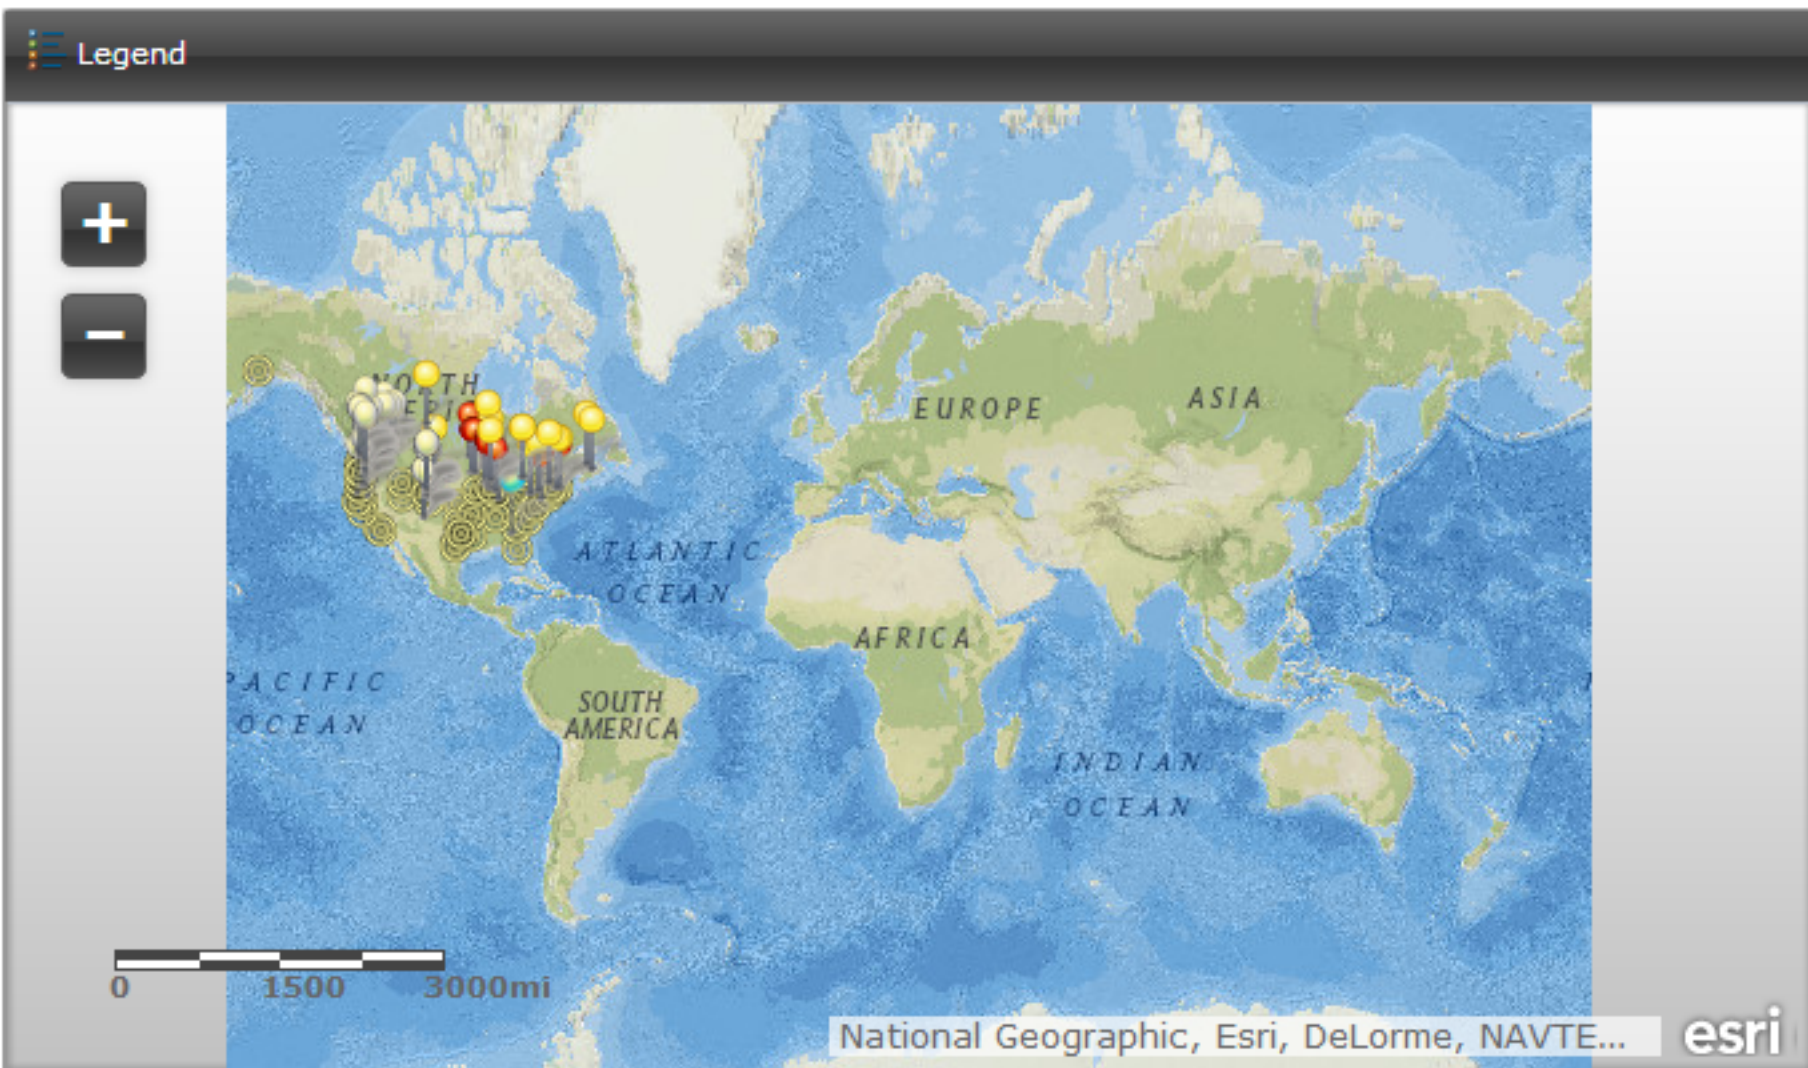 Legend
+
−
NORTH
EUROPE
ASIA
ATLANTIC
OCEAN
AFRICA
PACIFIC
OCEAN
SOUTH
AMERICA
INDIAN
OCEAN
0 1500 3000mi
National Geographic, Esri, DeLorme, NAVTE...
esri